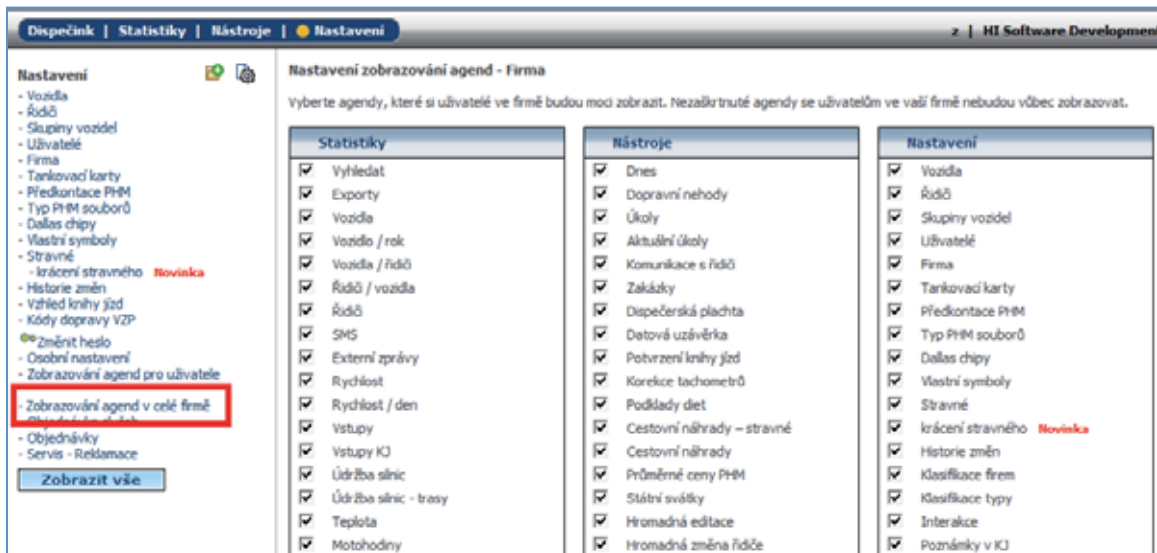 Dispečink | Statistiky | Nástroje | Nastavení
z | HI Software Development
Nastavení
- Vozidla
- Řidiči
- Skupiny vozidel
- Uživatelé
- Firma
- Tankovací karty
- Předkontace PHM
- Typ PHM souborů
- Dallas chipy
- Vlastní symboly
- Stravné
- krácení stravného Novinka
- Historie změn
- Vzhled knihy jízd
- Kódy dopravy VZP
Změnit heslo
- Osobní nastavení
- Zobrazování agend pro uživatele
- Zobrazování agend v celé firmě
- Objednávky
- Servis - Reklamace
Zobrazit vše
Nastavení zobrazování agend - Firma
Vyberte agendy, které si uživatelé ve firmě budou moci zobrazit. Nezaškrtnuté agendy se uživatelům ve vaší firmě nebudou vůbec zobrazovat.
Statistiky
Vyhledat
Exporty
Vozidla
Vozidlo / rok
Vozidla / řidiči
Řidiči / vozidla
Řidiči
SMS
Externí zprávy
Rychlost
Rychlost / den
Vstupy
Vstupy KJ
Údržba silnic
Údržba silnic - trasy
Teplota
Motohodiny
Nástroje
Dnes
Dopravní nehody
Úkoly
Aktuální úkoly
Komunikace s řidiči
Zakázky
Dispečerská plachta
Datová uzávěrka
Potvrzení knihy jízd
Korekce tachometrů
Podklady diet
Cestovní náhrady – stravné
Cestovní náhrady
Průměrné ceny PHM
Státní svátky
Hromadná editace
Hromadná změna řidiče
Nastavení
Vozidla
Řidiči
Skupiny vozidel
Uživatelé
Firma
Tankovací karty
Předkontace PHM
Typ PHM souborů
Dallas chipy
Vlastní symboly
Stravné
krácení stravného Novinka
Historie změn
Klasifikace firem
Klasifikace typy
Interakce
Poznámky v KJ